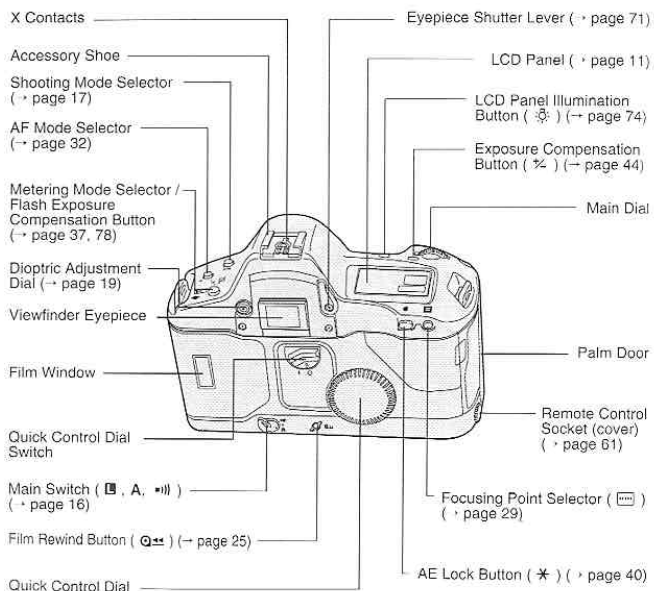 X Contacts
Accessory Shoe
Shooting Mode Selector
(→ page 17)
AF Mode Selector
(→ page 32)
Metering Mode Selector /
Flash Exposure
Compensation Button
(→ page 37, 78)
Dioptric Adjustment
Dial (→ page 19)
Viewfinder Eyepiece
Film Window
Quick Control Dial
Switch
Main Switch ( L , A, •))) )
(→ page 16)
Film Rewind Button ( ) (→ page 25)
Quick Control Dial
Eyepiece Shutter Lever (→ page 71)
LCD Panel (→ page 11)
LCD Panel Illumination
Button ( ) (→ page 74)
Exposure Compensation
Button ( ) (→ page 44)
Main Dial
Palm Door
Remote Control
Socket (cover)
(→ page 61)
Focusing Point Selector ( )
(→ page 29)
AE Lock Button ( ✱ ) (→ page 40)